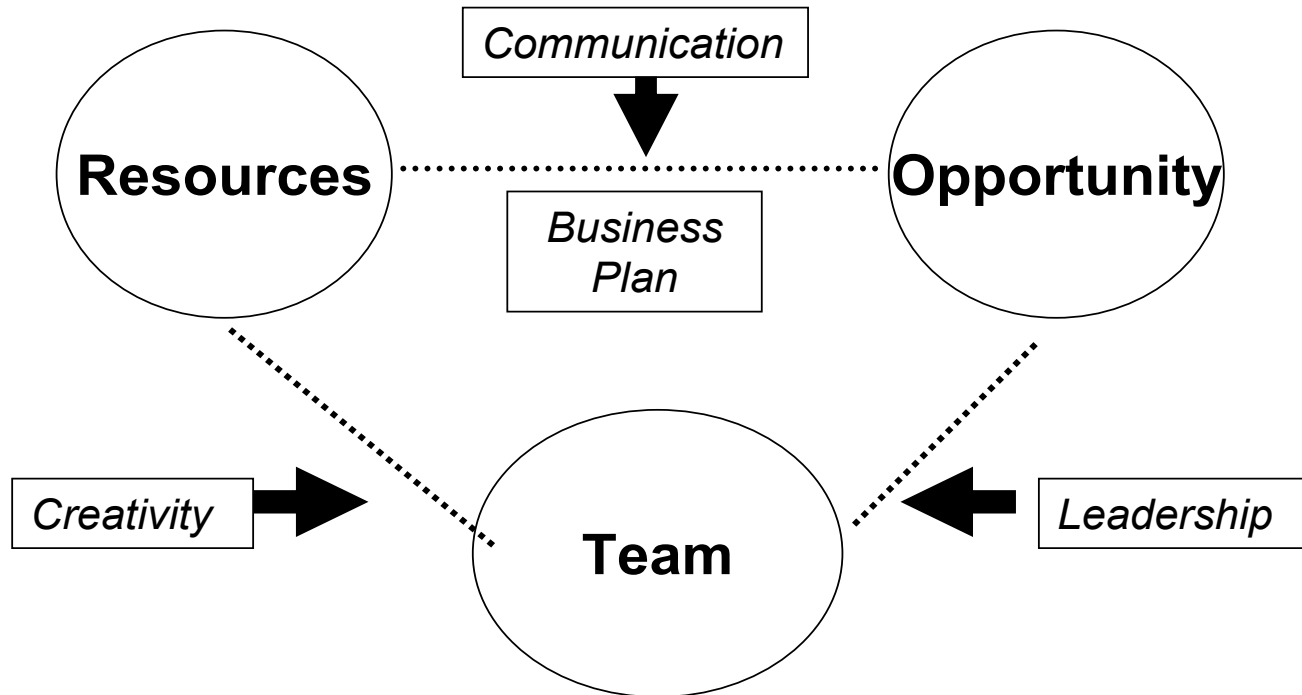 Communication
Resources
Opportunity
Business
Plan
Creativity
Leadership
Team